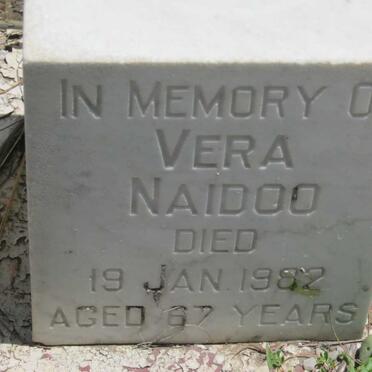 IN MEMORY O
VERA
NAIDOO
DIED
19 JAN. 1982
AGED 67 YEARS